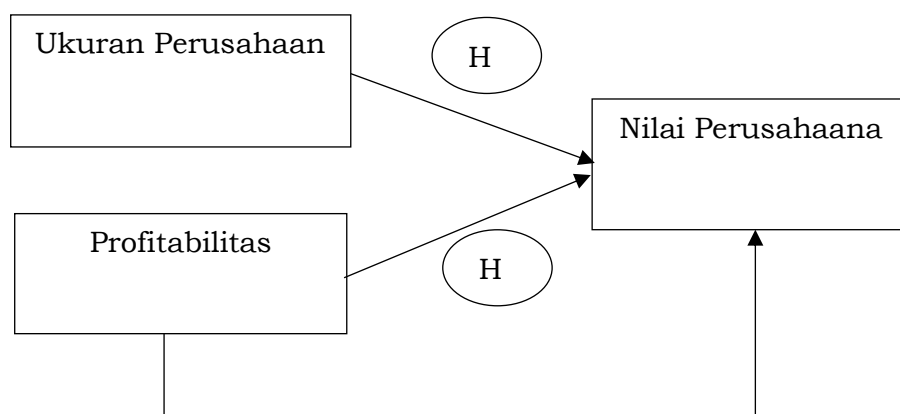 Ukuran Perusahaan
H
Nilai Perusahaana
Profitabilitas
H